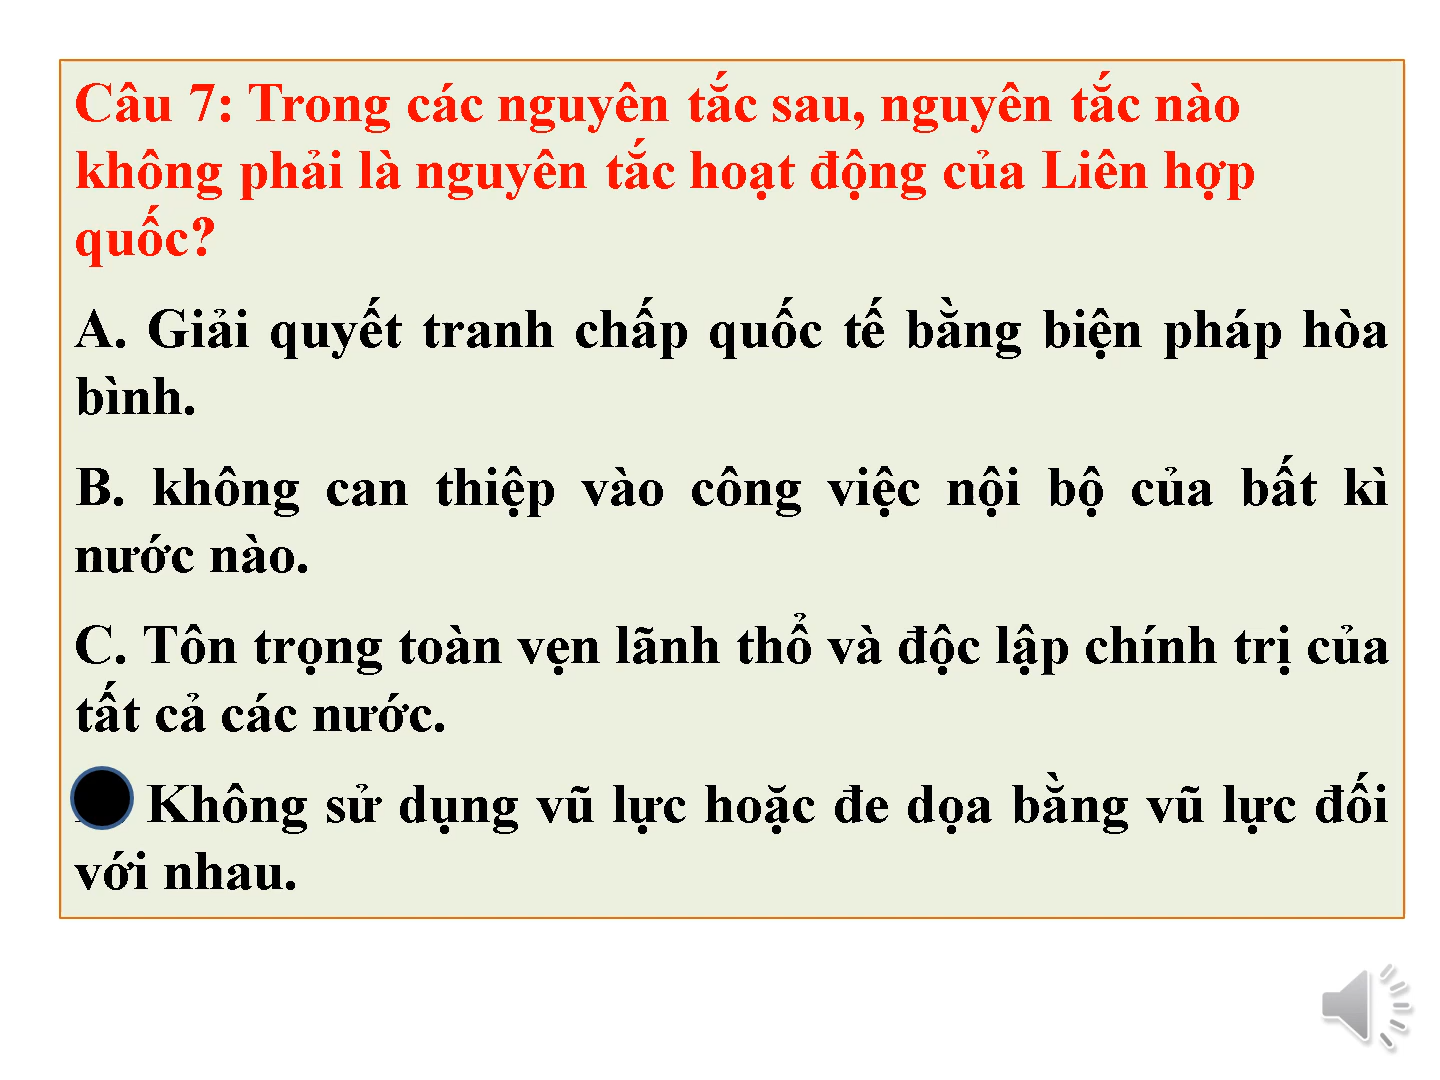 Câu 7: Trong các nguyên tắc sau, nguyên tắc nào
không phải là nguyên tắc hoạt động của Liên hợp
quốc?
A. Giải quyết tranh chấp quốc tế bằng biện pháp hòa
bình.
B. không can thiệp vào công việc nội bộ của bất kì
nước nào.
C. Tôn trọng toàn vẹn lãnh thổ và độc lập chính trị của
tất cả các nước.
Không sử dụng vũ lực hoặc đe dọa bằng vũ lực đối
với nhau.